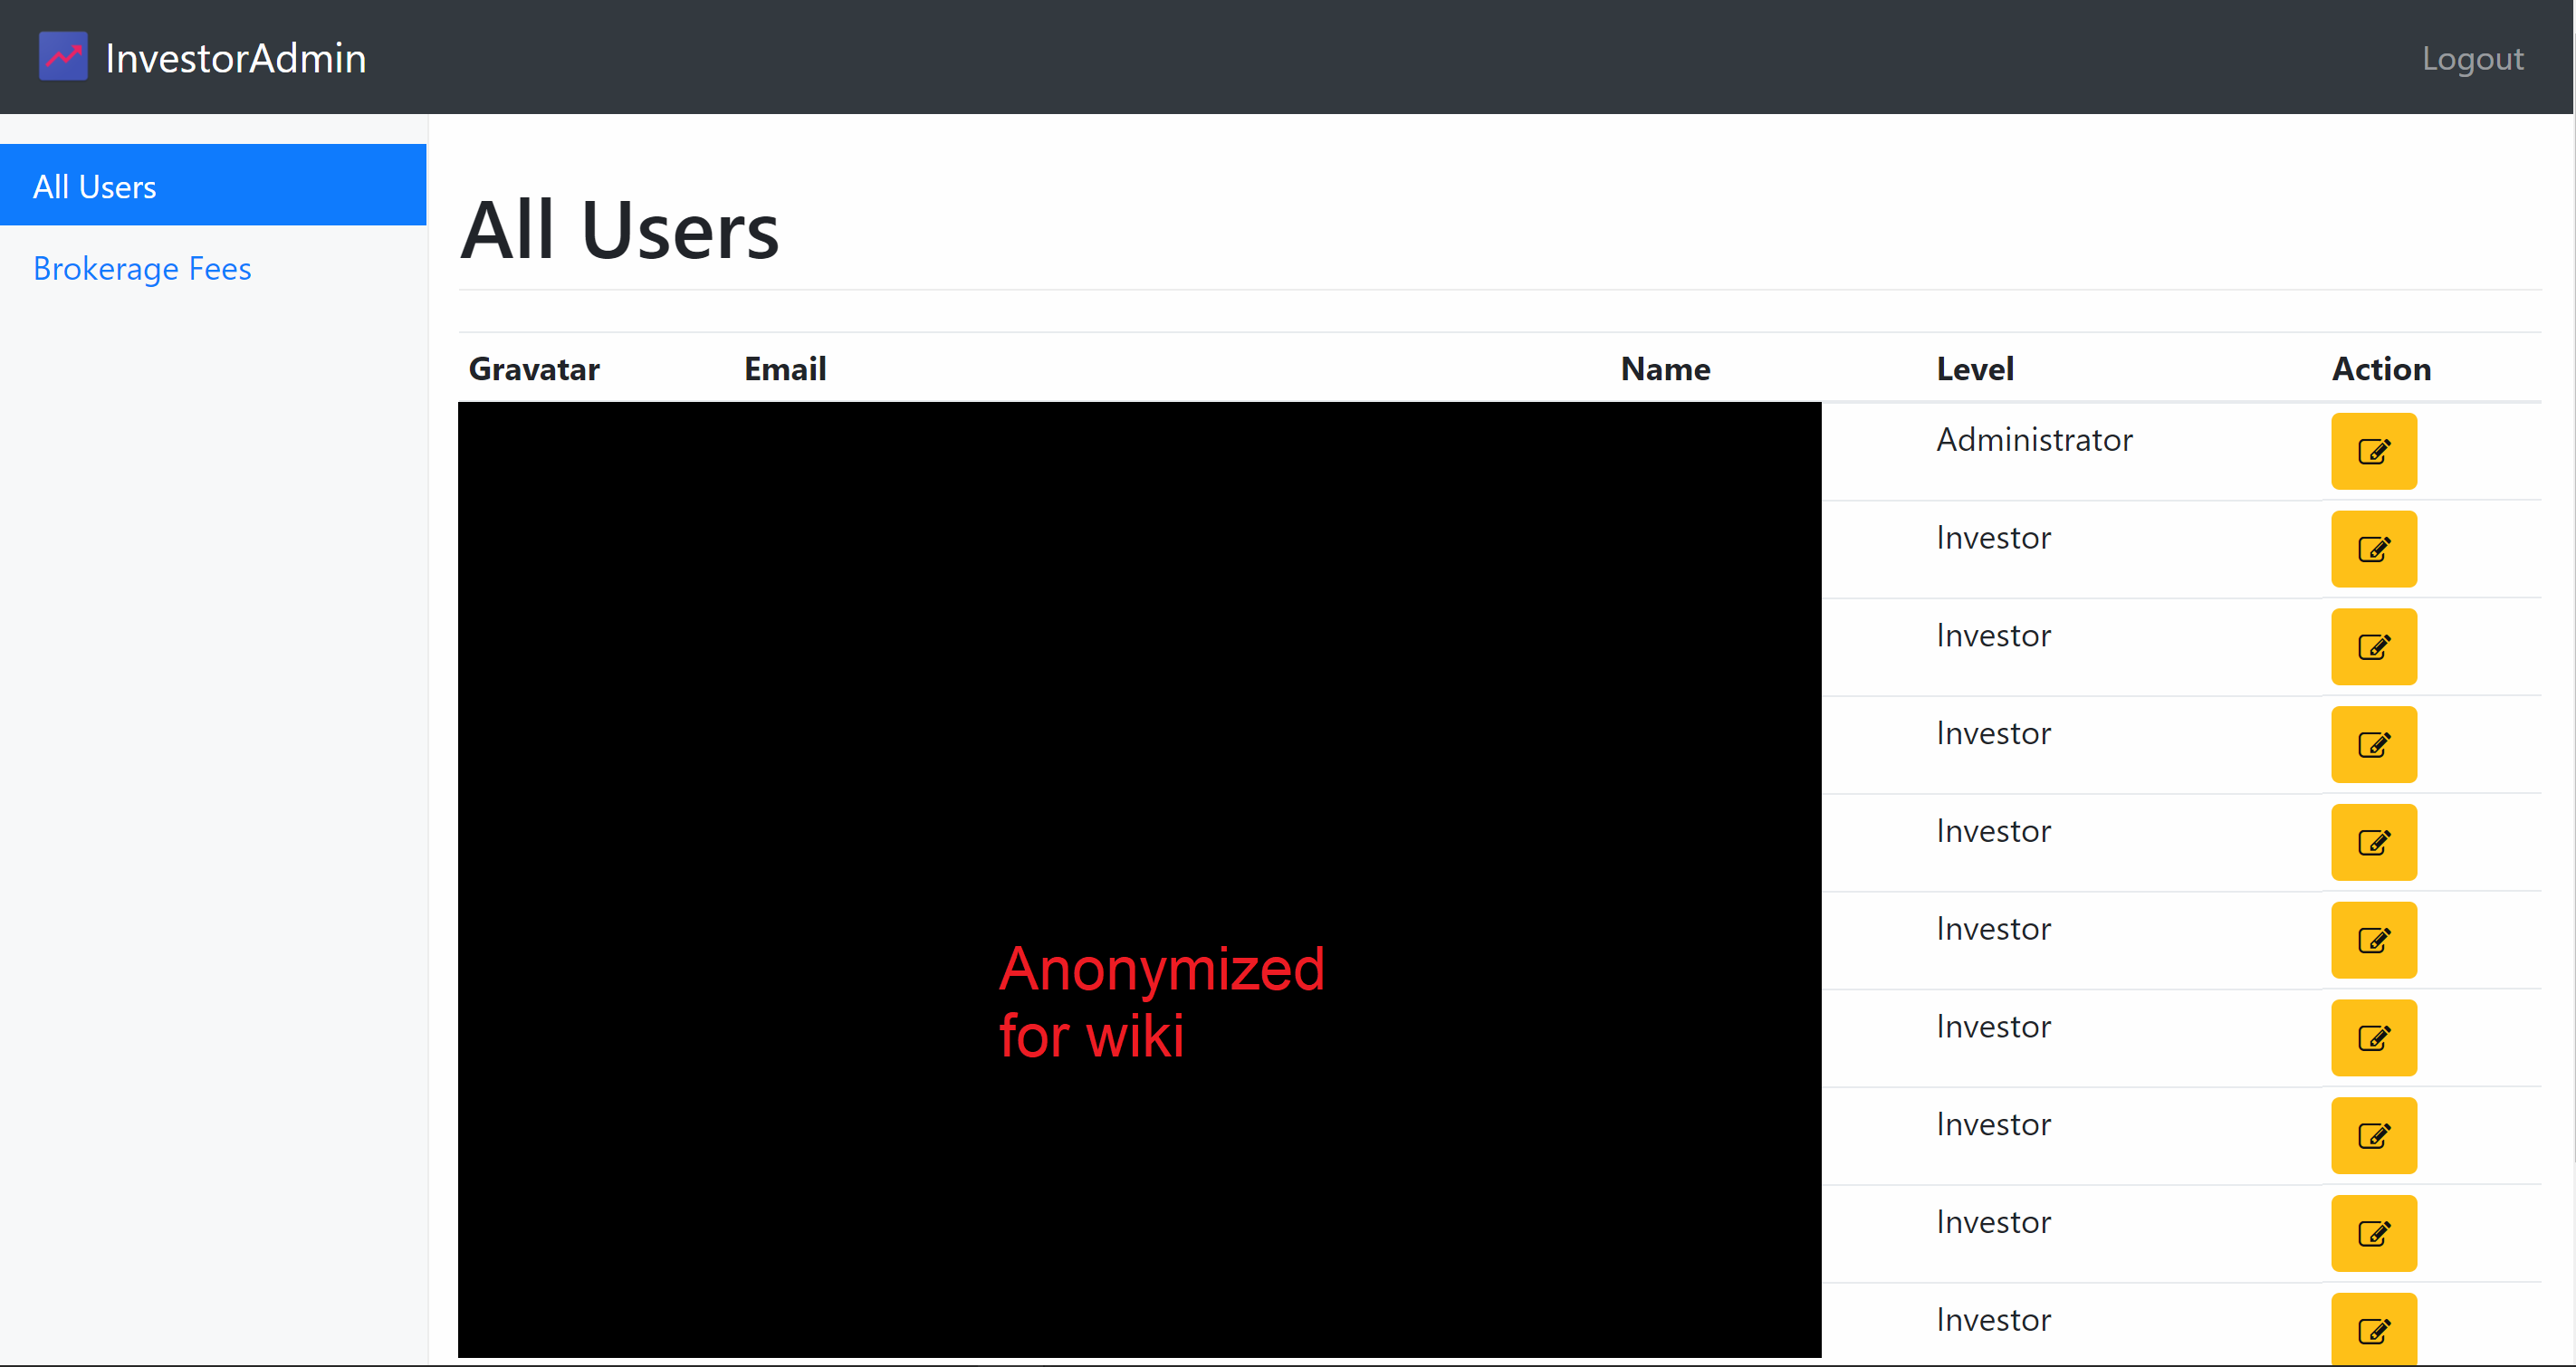 InvestorAdmin
Logout
All Users
Brokerage Fees
All Users
Gravatar Email Name Level Action
Administrator
Investor
Investor
Investor
Investor
Investor
Investor
Investor
Investor
Investor
Anonymized
for wiki